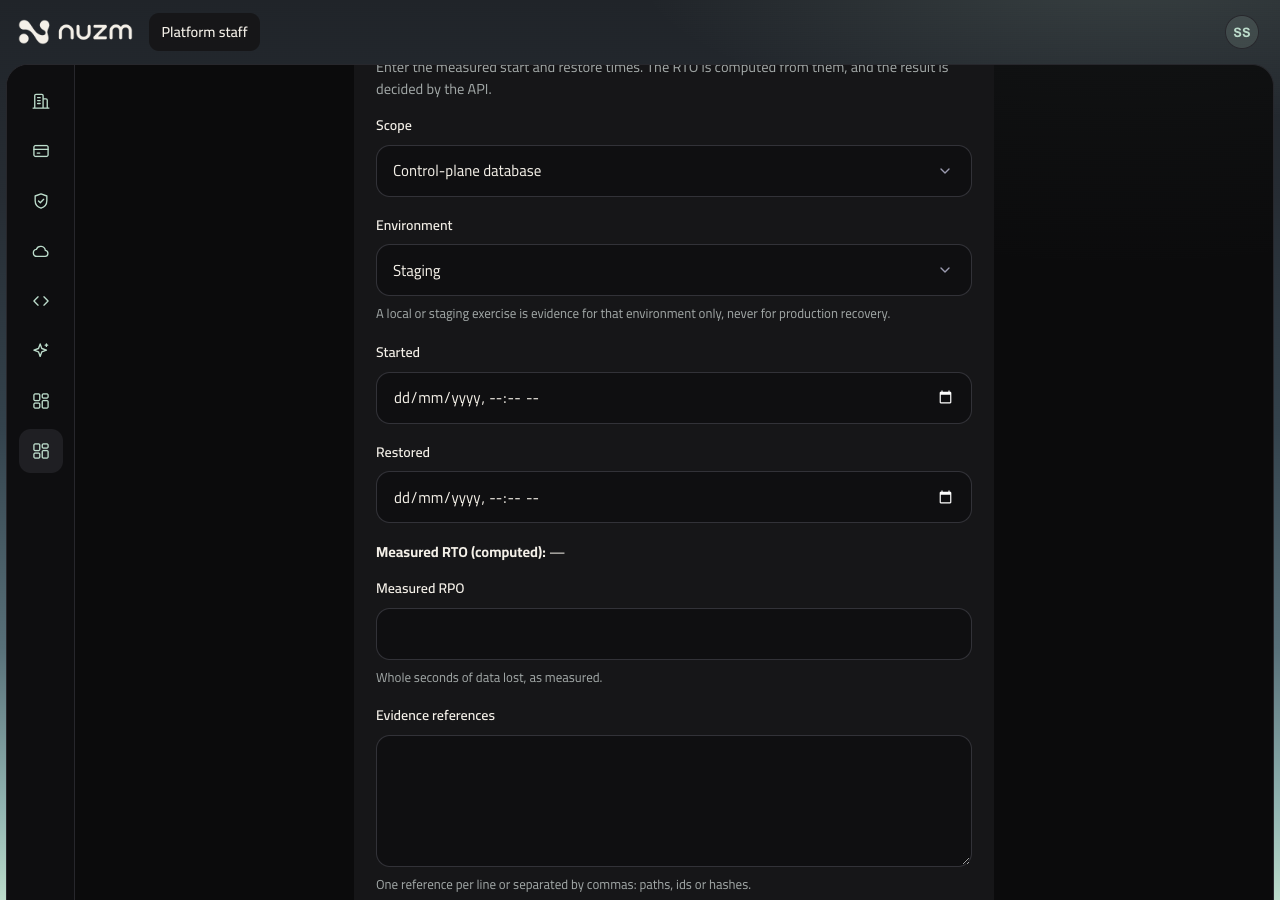 nuzm
Platform staff
SS
Enter the measured start and restore times. The RTO is computed from them, and the result is
decided by the API.
Scope
Control-plane database
Environment
Staging
A local or staging exercise is evidence for that environment only, never for production recovery.
Started
dd/mm/yyyy, --:-- --
Restored
dd/mm/yyyy, --:-- --
Measured RTO (computed): —
Measured RPO
Whole seconds of data lost, as measured.
Evidence references
One reference per line or separated by commas: paths, ids or hashes.